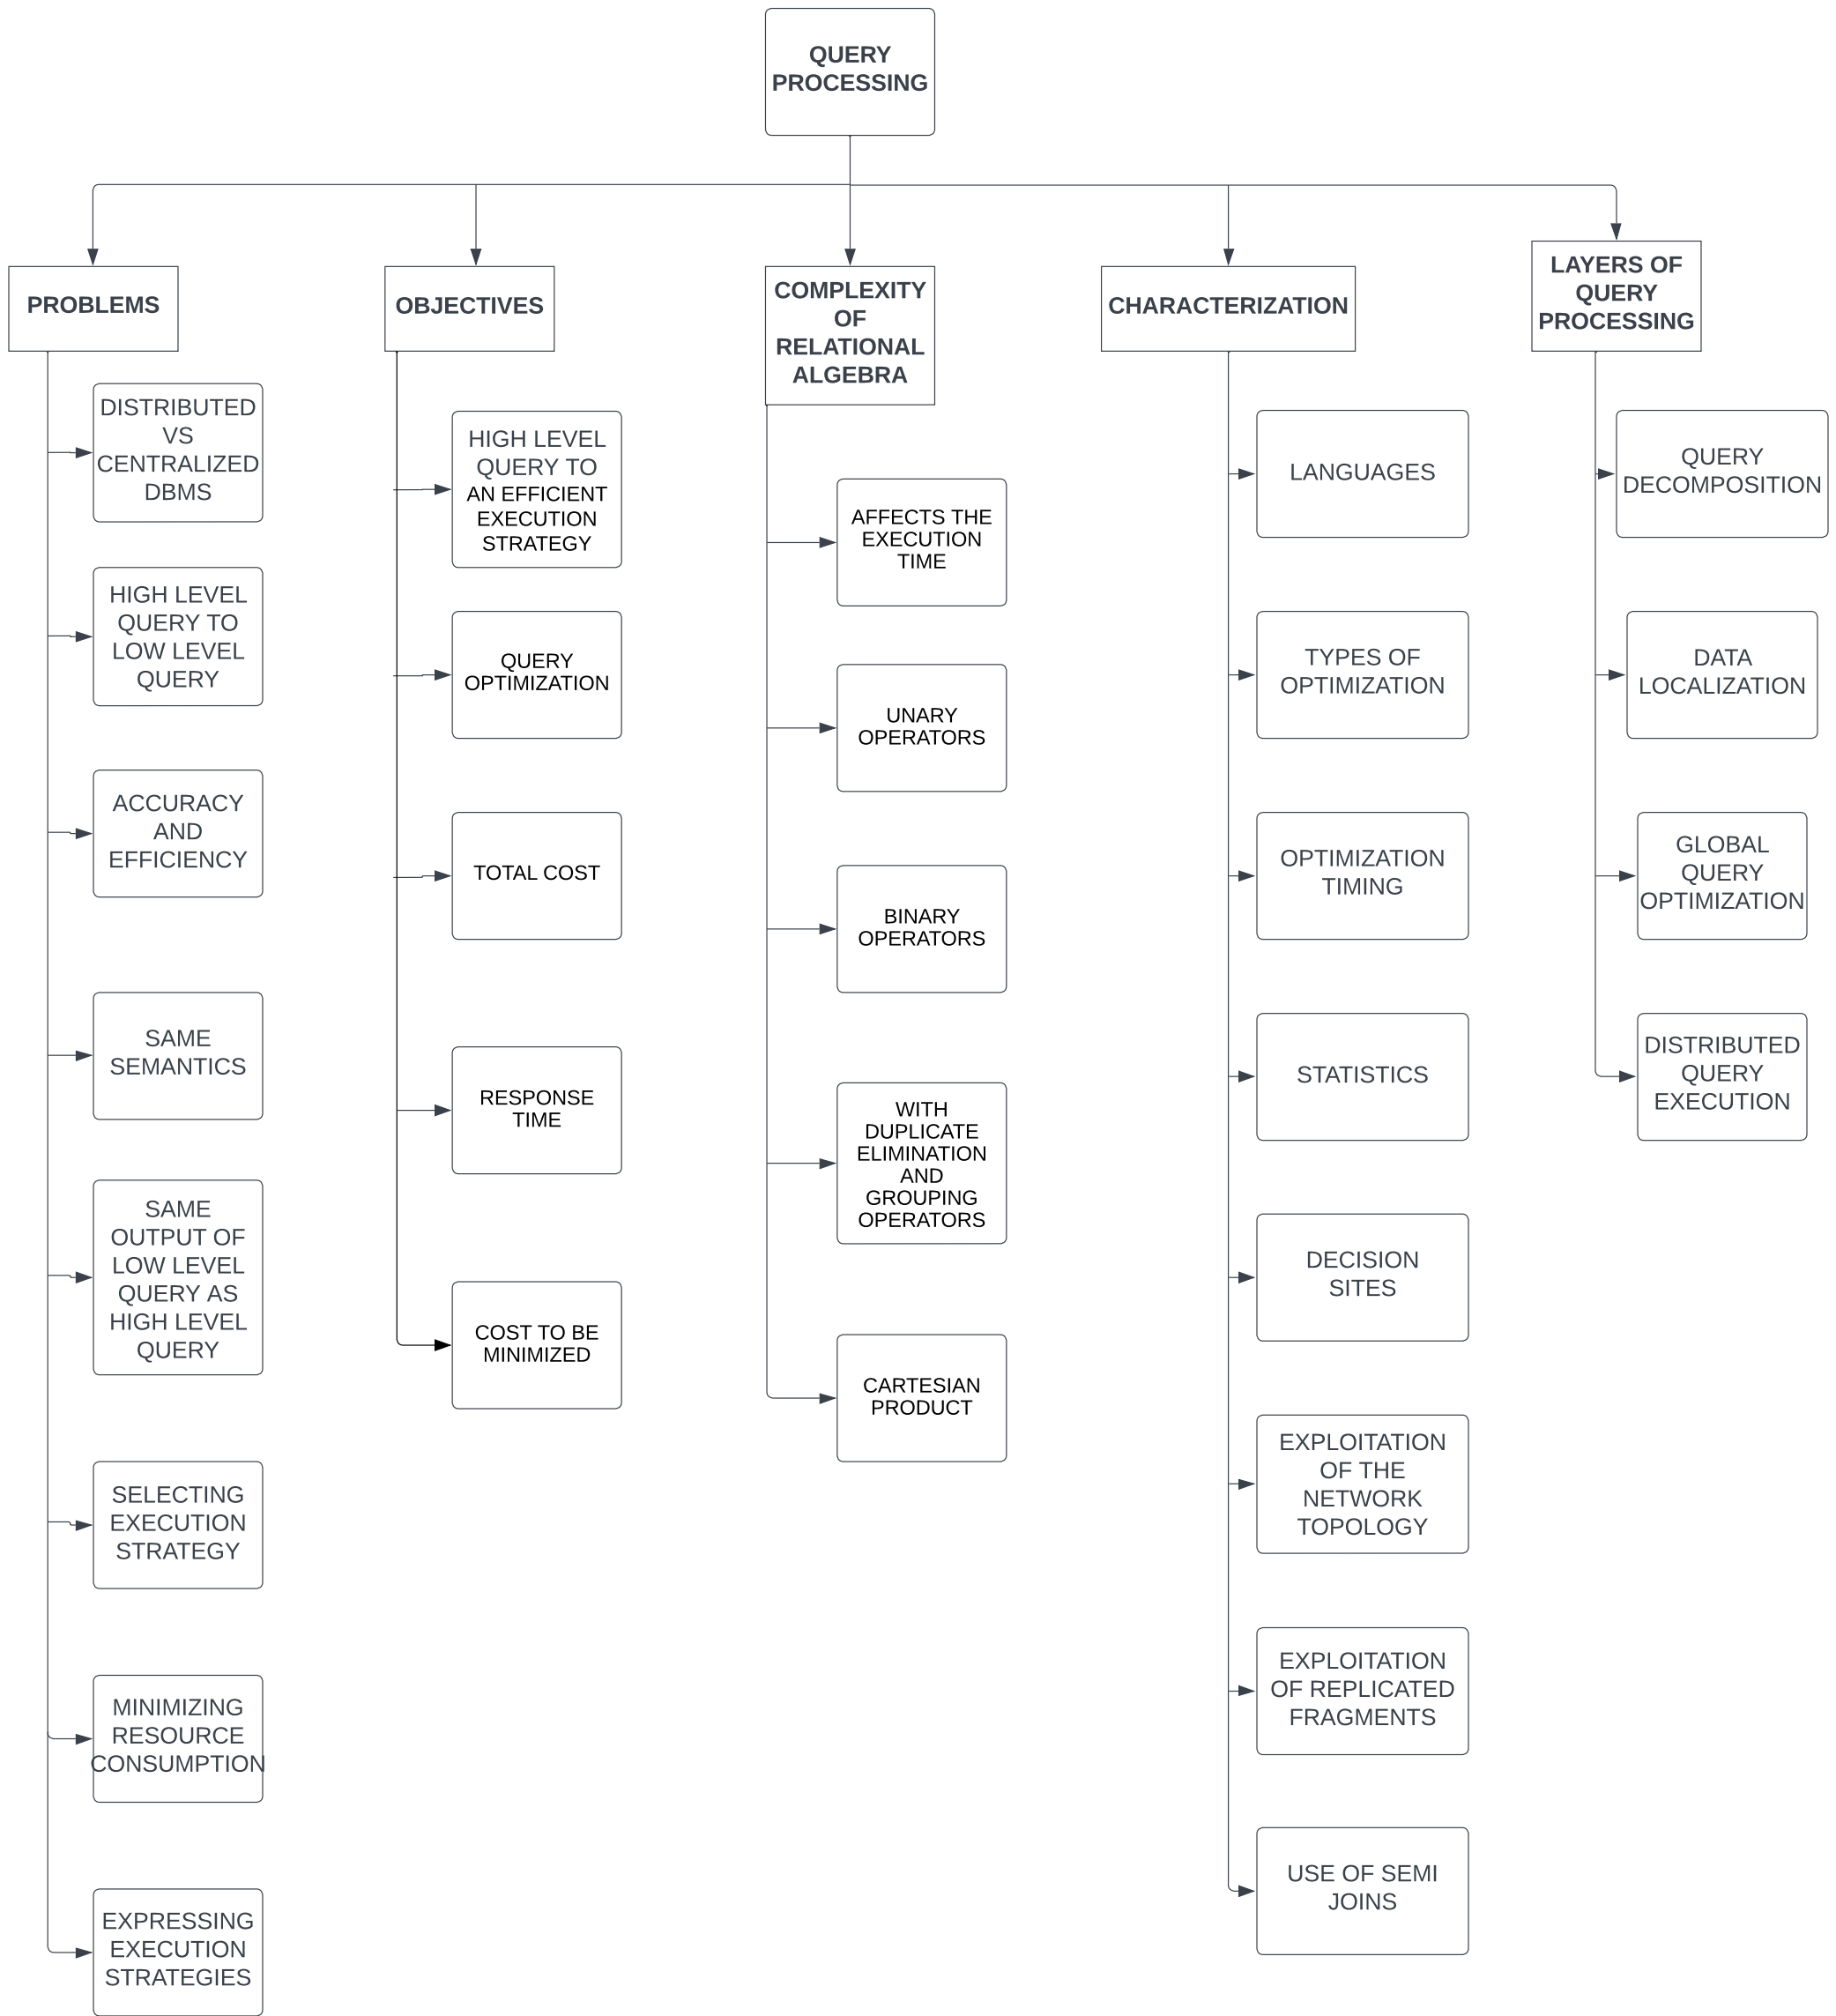 QUERY
PROCESSING
PROBLEMS
DISTRIBUTED
VS
CENTRALIZED
DBMS
HIGH LEVEL
QUERY TO
LOW LEVEL
QUERY
ACCURACY
AND
EFFICIENCY
SAME
SEMANTICS
SAME
OUTPUT OF
LOW LEVEL
QUERY AS
HIGH LEVEL
QUERY
SELECTING
EXECUTION
STRATEGY
MINIMIZING
RESOURCE
CONSUMPTION
EXPRESSING
EXECUTION
STRATEGIES
OBJECTIVES
HIGH LEVEL
QUERY TO
AN EFFICIENT
EXECUTION
STRATEGY
QUERY
OPTIMIZATION
TOTAL COST
RESPONSE
TIME
COST TO BE
MINIMIZED
COMPLEXITY
OF
RELATIONAL
ALGEBRA
AFFECTS THE
EXECUTION
TIME
UNARY
OPERATORS
BINARY
OPERATORS
WITH
DUPLICATE
ELIMINATION
AND
GROUPING
OPERATORS
CARTESIAN
PRODUCT
CHARACTERIZATION
LANGUAGES
TYPES OF
OPTIMIZATION
OPTIMIZATION
TIMING
STATISTICS
DECISION
SITES
EXPLOITATION
OF THE
NETWORK
TOPOLOGY
EXPLOITATION
OF REPLICATED
FRAGMENTS
USE OF SEMI
JOINS
LAYERS OF
QUERY
PROCESSING
QUERY
DECOMPOSITION
DATA
LOCALIZATION
GLOBAL
QUERY
OPTIMIZATION
DISTRIBUTED
QUERY
EXECUTION